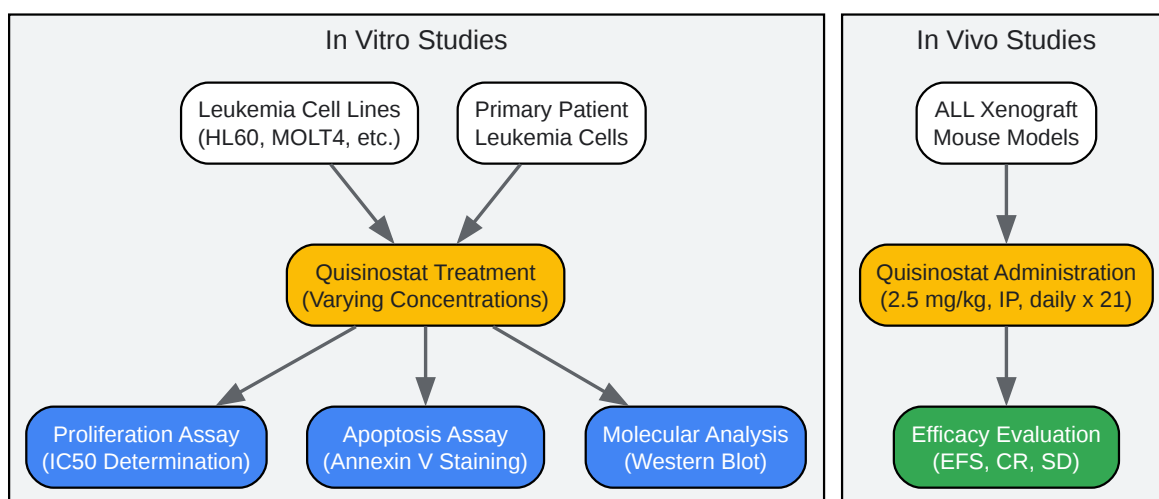 In Vitro Studies
Leukemia Cell Lines
(HL60, MOLT4, etc.)
Primary Patient
Leukemia Cells
Quisinostat Treatment
(Varying Concentrations)
Proliferation Assay
(IC50 Determination)
Apoptosis Assay
(Annexin V Staining)
Molecular Analysis
(Western Blot)
In Vivo Studies
ALL Xenograft
Mouse Models
Quisinostat Administration
(2.5 mg/kg, IP, daily x 21)
Efficacy Evaluation
(EFS, CR, SD)